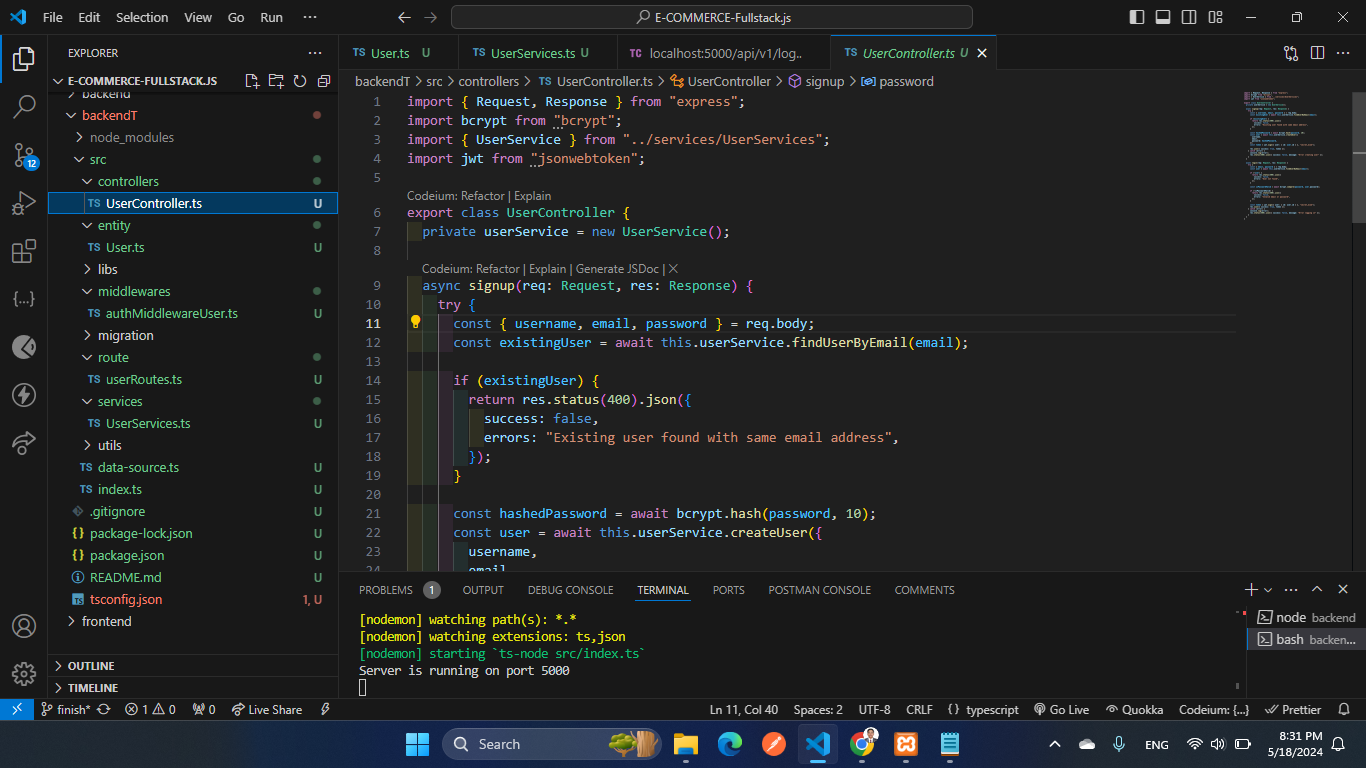 File Edit Selection View Go Run ···
E-COMMERCE-Fullstack.js
EXPLORER
E-COMMERCE-FULLSTACK.JS
backend
backendT
node_modules
src
controllers
TS UserController.ts U
entity
TS User.ts U
libs
middlewares
TS authMiddlewareUser.ts U
migration
route
TS userRoutes.ts U
services
TS UserServices.ts U
utils
TS data-source.ts U
TS index.ts U
.gitignore U
{} package-lock.json U
{} package.json U
README.md U
TS tsconfig.json 1, U
frontend
OUTLINE
TIMELINE
12
TS User.ts U
TS UserServices.ts U
TC localhost:5000/api/v1/log..
TS UserController.ts U
backendT > src > controllers > TS UserController.ts > UserController > signup > password
1 import { Request, Response } from "express";
2 import bcrypt from "bcrypt";
3 import { UserService } from "../services/UserServices";
4 import jwt from "jsonwebtoken";
5
Codeium: Refactor | Explain
6 export class UserController {
7 private userService = new UserService();
8
Codeium: Refactor | Explain | Generate JSDoc | X
9 async signup(req: Request, res: Response) {
10 try {
11 const { username, email, password } = req.body;
12 const existingUser = await this.userService.findUserByEmail(email);
13
14 if (existingUser) {
15 return res.status(400).json({
16 success: false,
17 errors: "Existing user found with same email address",
18 });
19 }
20
21 const hashedPassword = await bcrypt.hash(password, 10);
22 const user = await this.userService.createUser({
23 username,
24 email
PROBLEMS 1 OUTPUT DEBUG CONSOLE TERMINAL PORTS POSTMAN CONSOLE COMMENTS
[nodemon] watching path(s): *.*
[nodemon] watching extensions: ts,json
[nodemon] starting `ts-node src/index.ts`
Server is running on port 5000
node backend
bash backen...
finish* 1 0 0 Live Share Ln 11, Col 40 Spaces: 2 UTF-8 CRLF {} typescript Go Live Quokka Codeium: {...} Prettier
Search
ENG
8:31 PM
5/18/2024